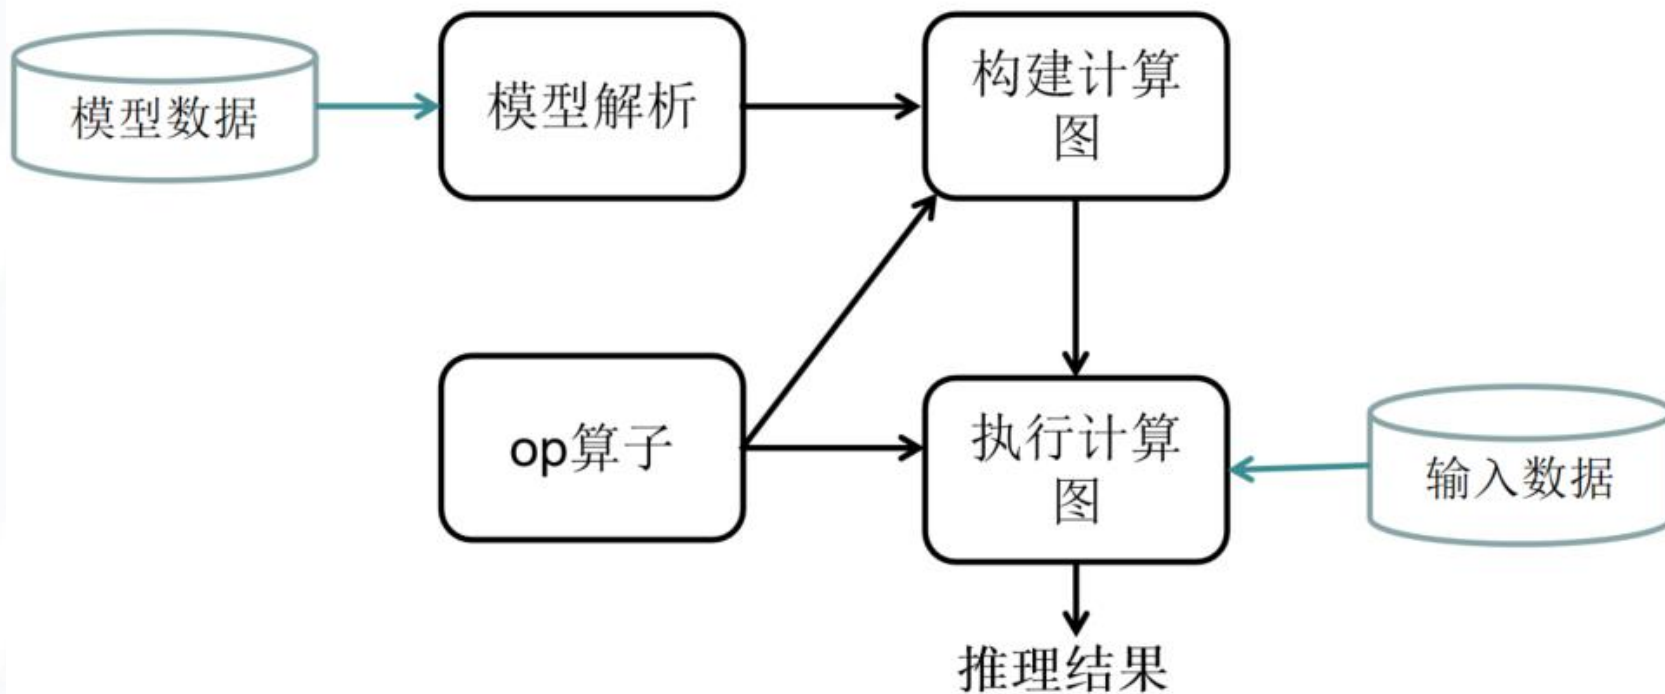 模型数据
模型解析
构建计算
图
op算子
执行计算
图
输入数据
推理结果